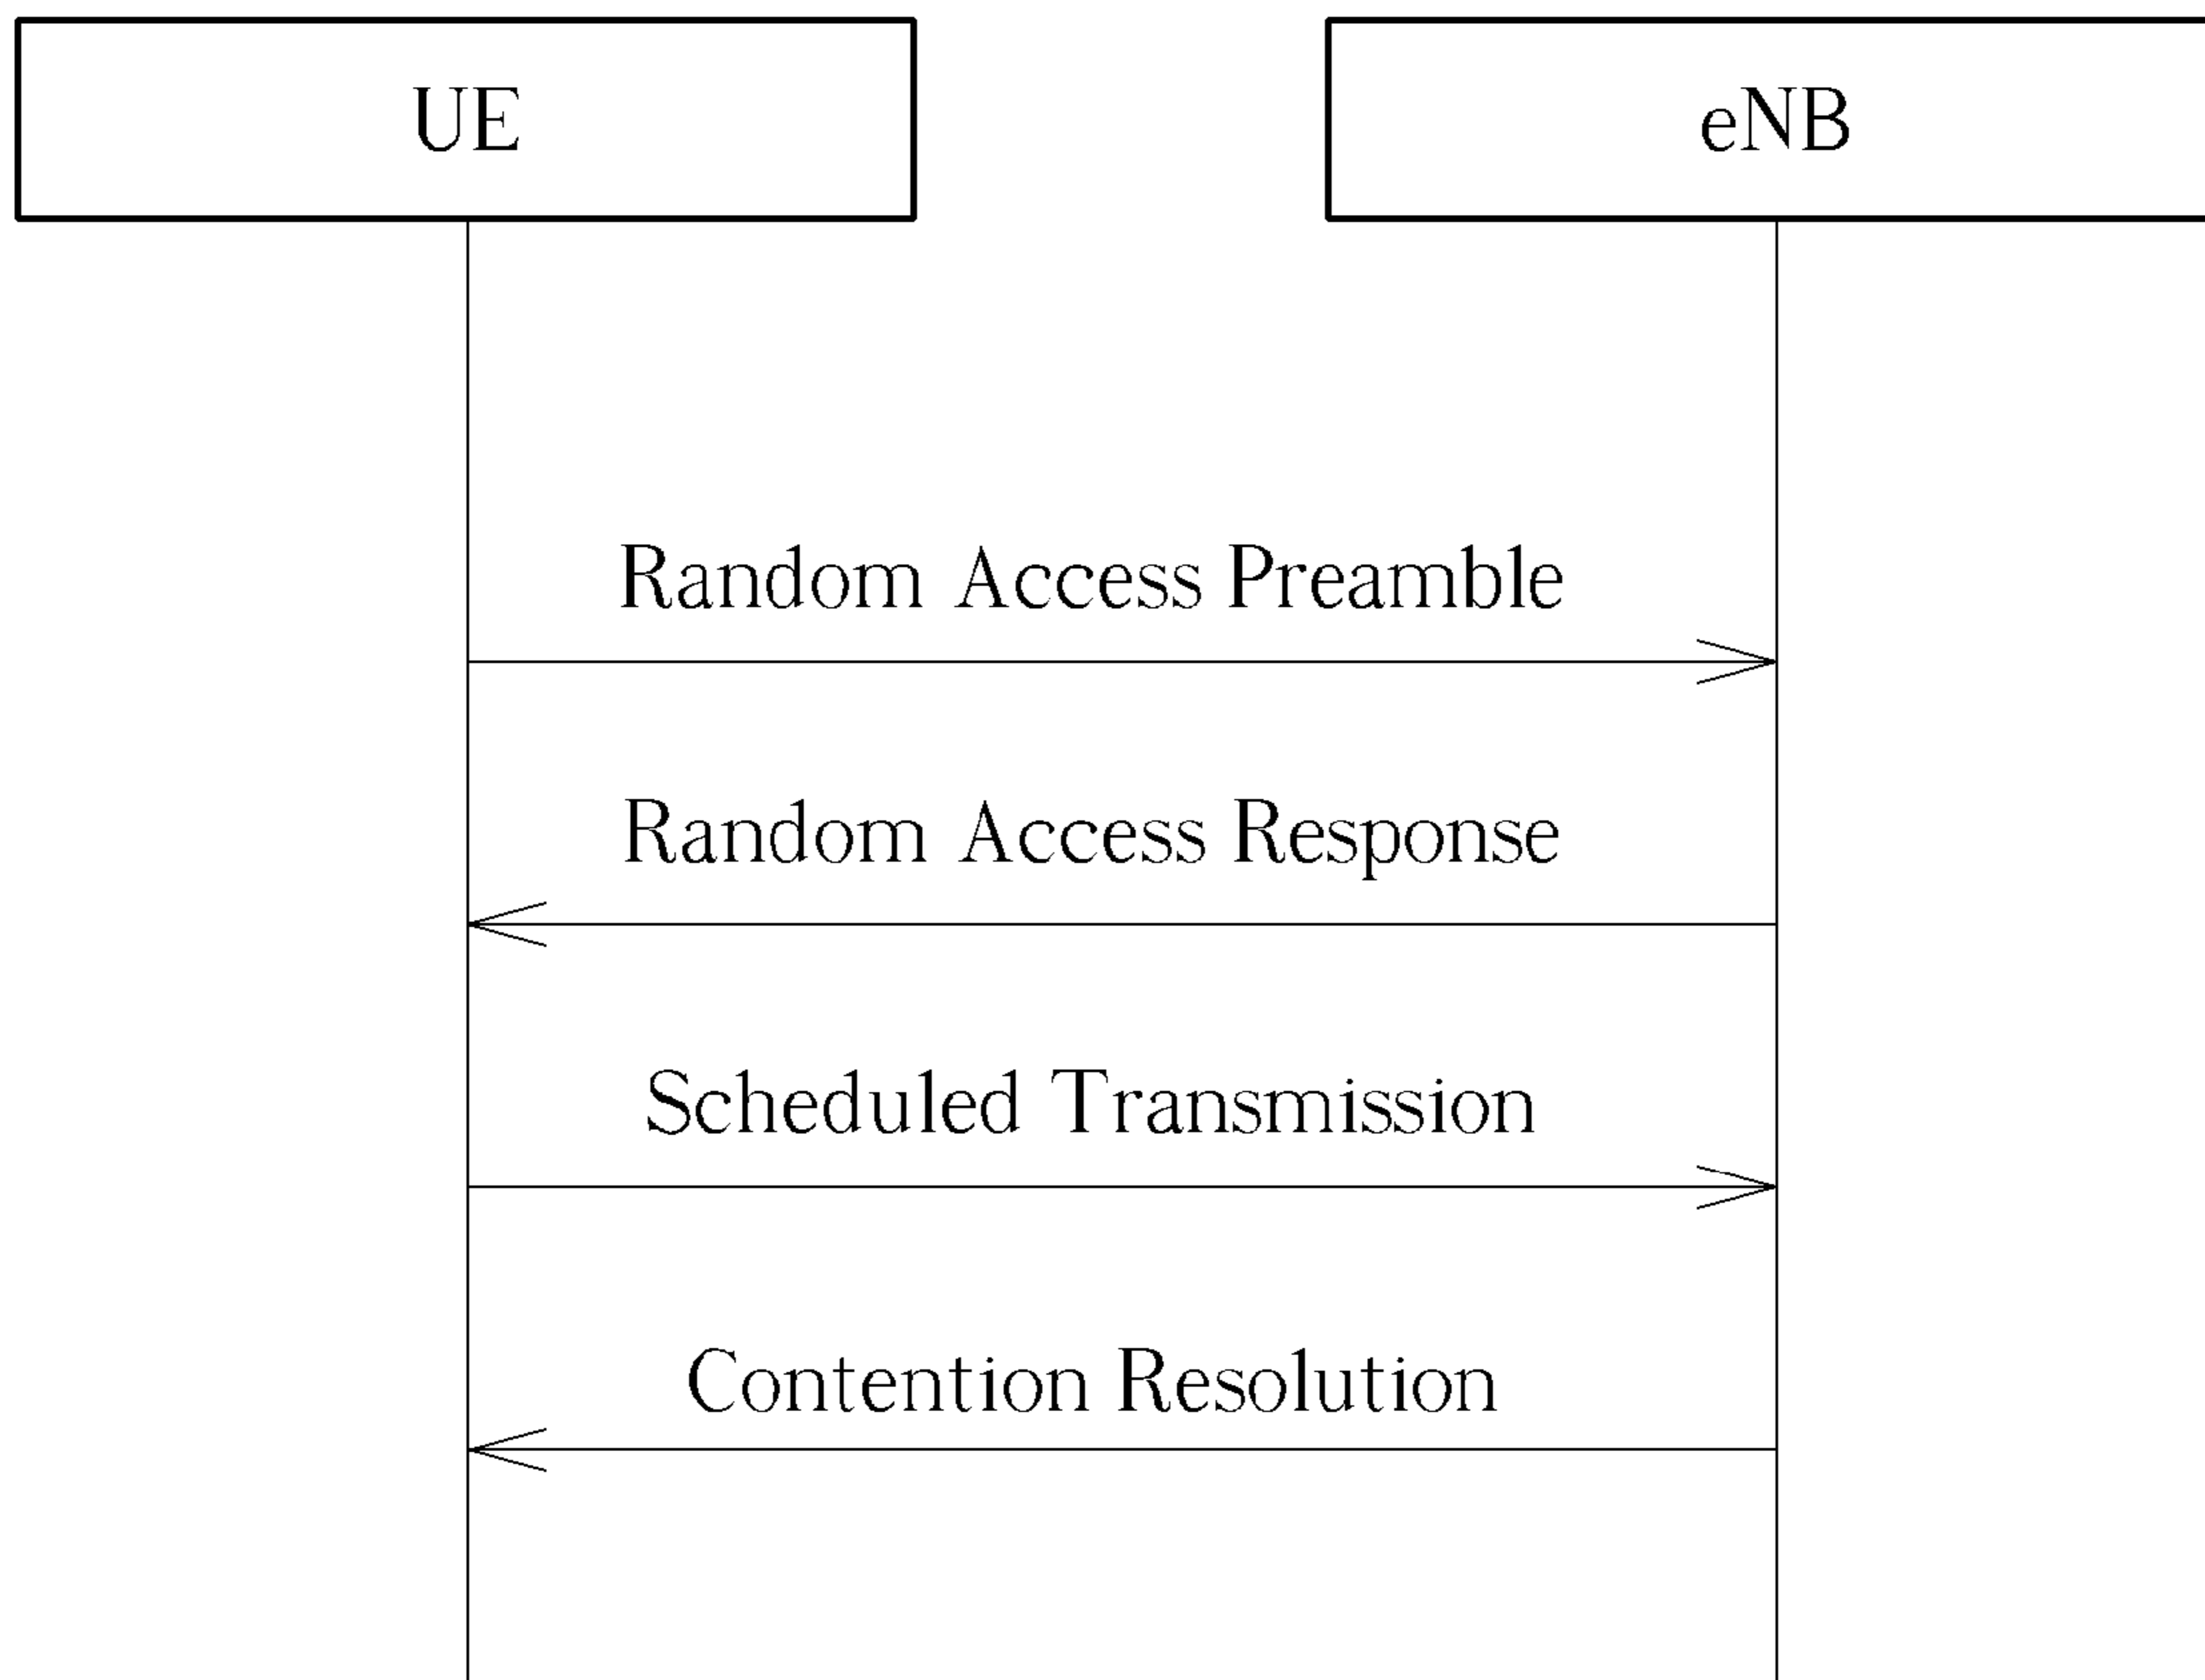 UE
eNB
Random Access Preamble
Random Access Response
Scheduled Transmission
Contention Resolution